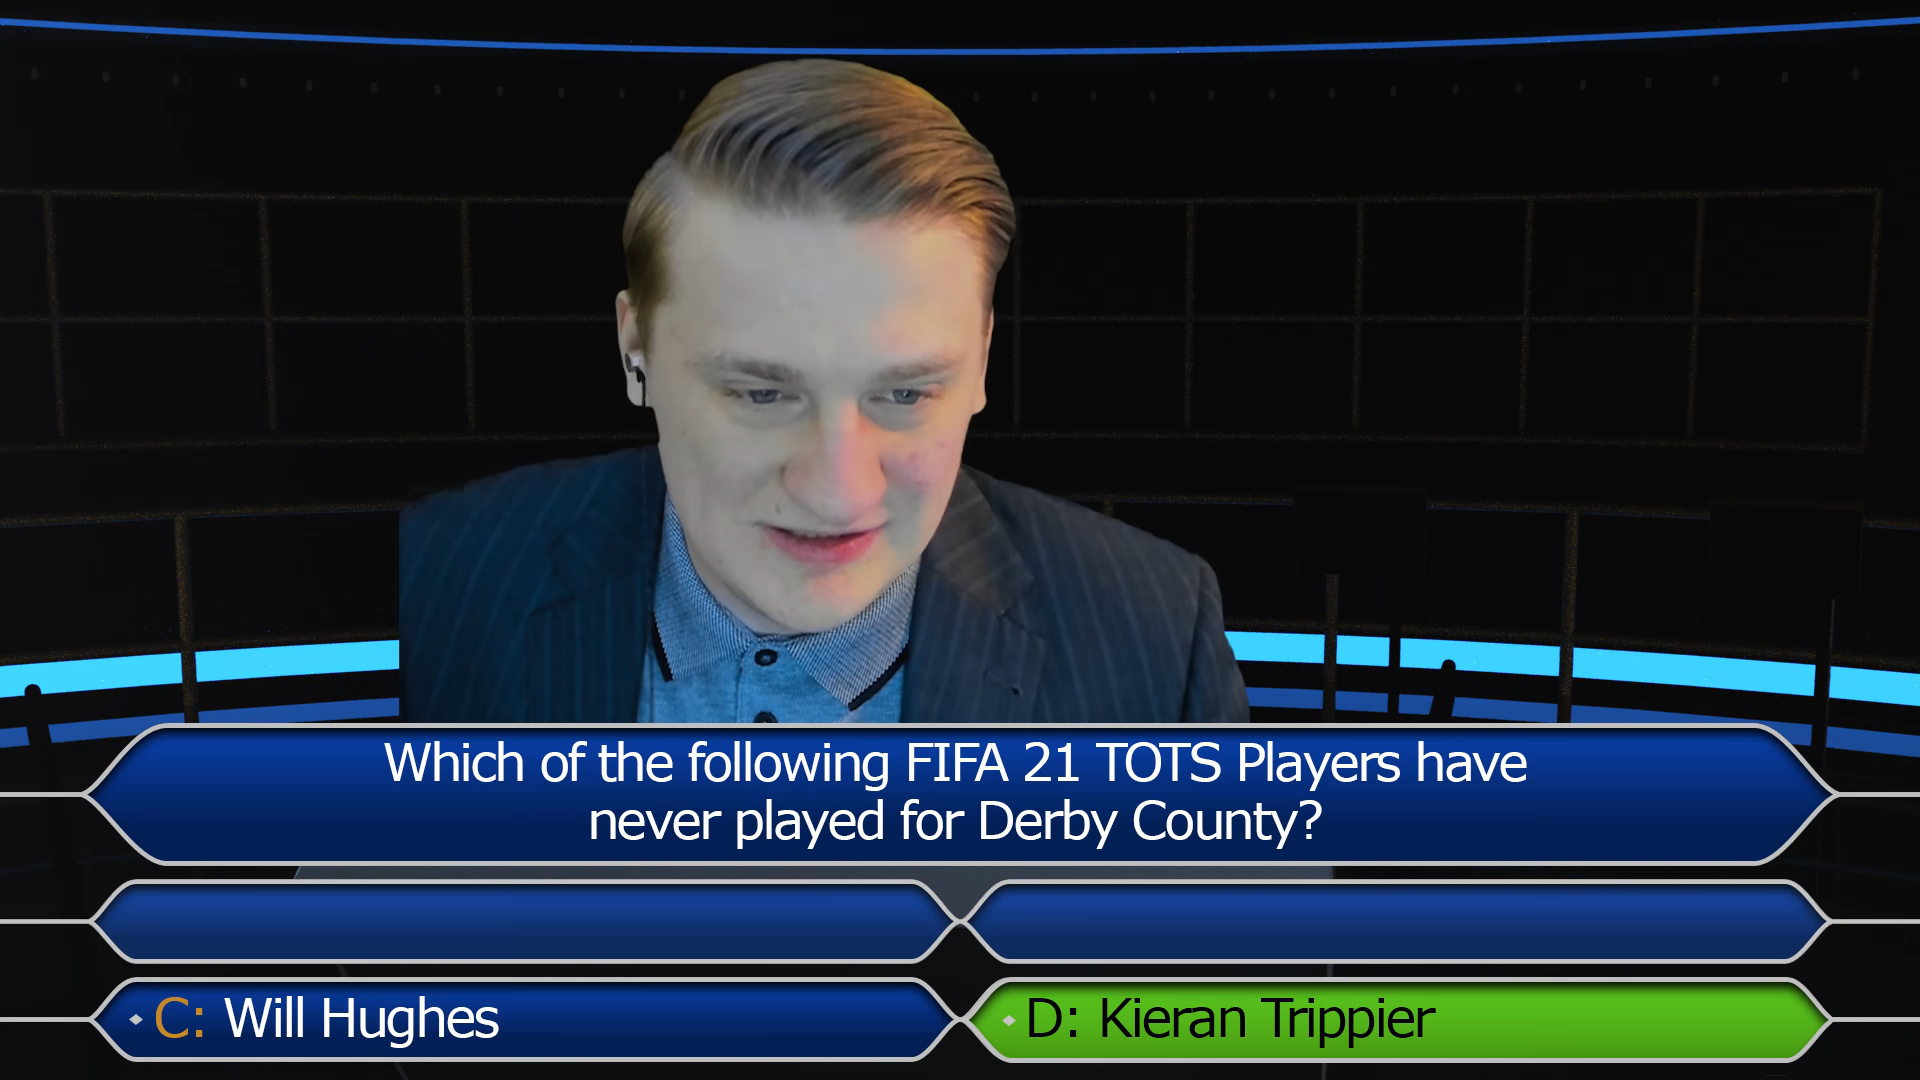 Which of the following FIFA 21 TOTS Players have
never played for Derby County?
C: Will Hughes
D: Kieran Trippier